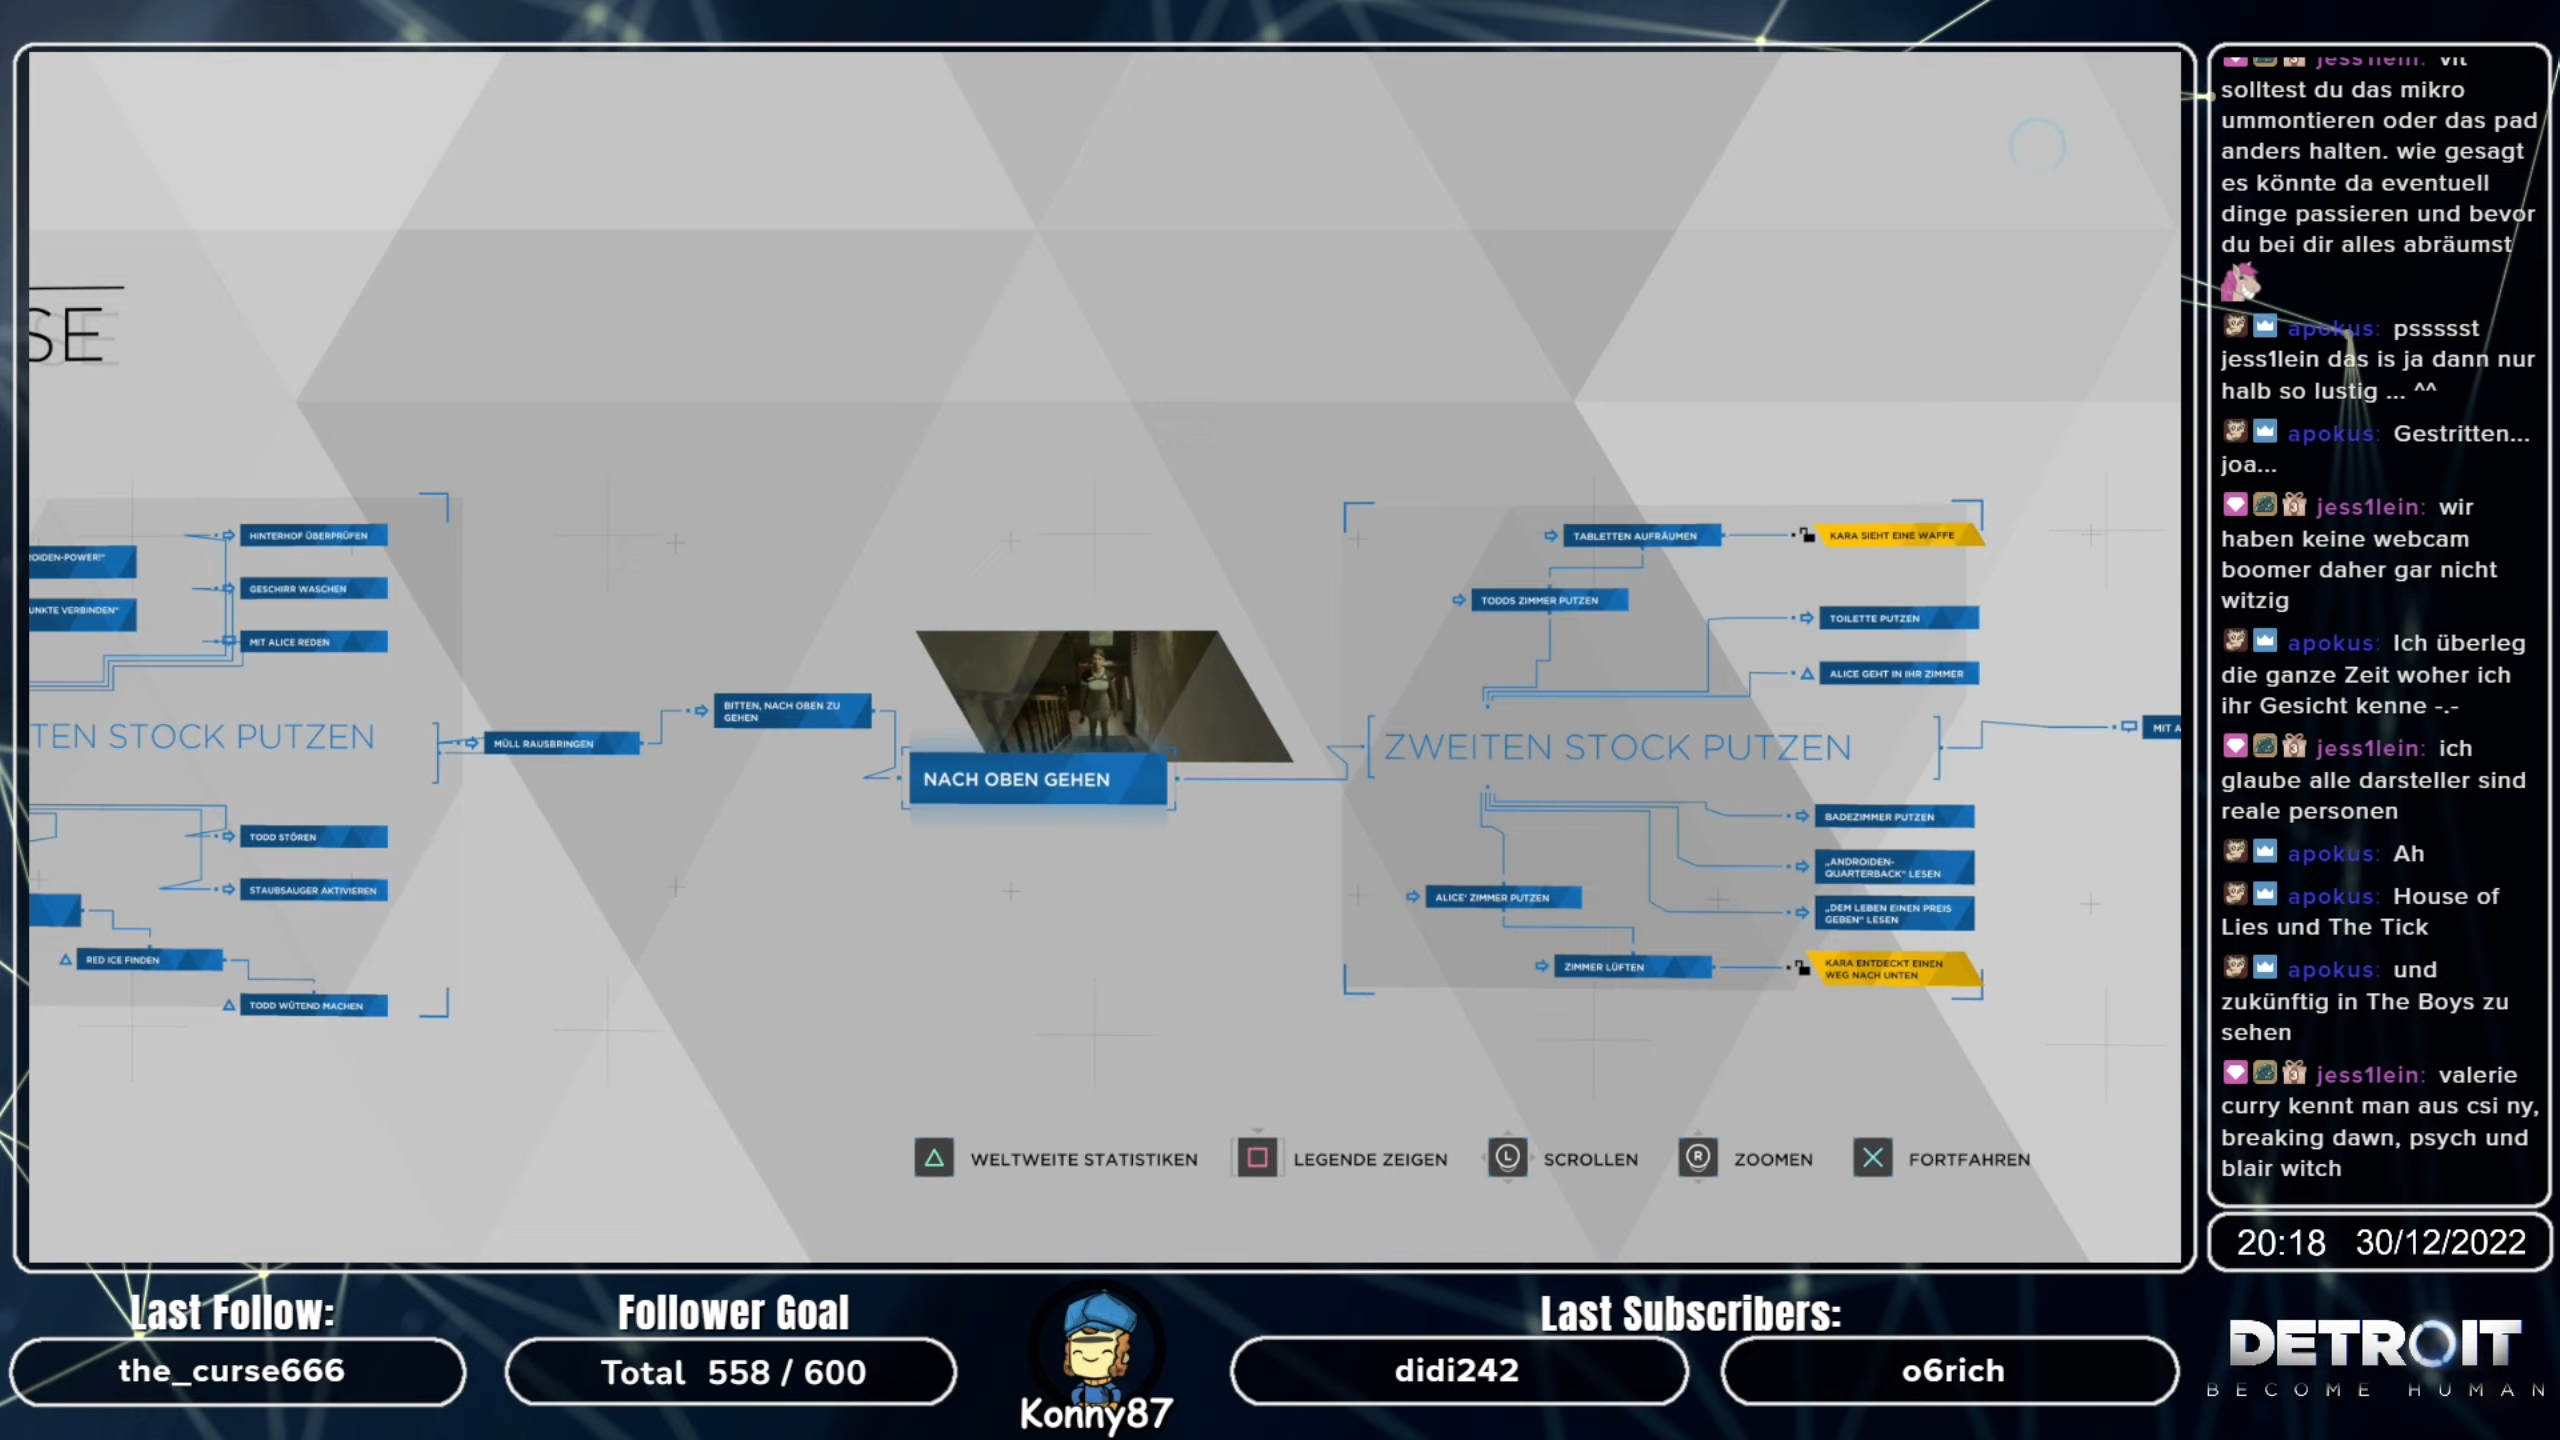 SE
HINTERHOF ÜBERPRÜFEN
OIDEN-POWER!"
GESCHIRR WASCHEN
UNKTE VERBINDEN"
MIT ALICE REDEN
TEN STOCK PUTZEN
MÜLL RAUSBRINGEN
BITTEN, NACH OBEN ZU
GEHEN
NACH OBEN GEHEN
TODD STÖREN
STAUBSAUGER AKTIVIEREN
RED ICE FINDEN
TODD WÜTEND MACHEN
TABLETTEN AUFRÄUMEN
KARA SIEHT EINE WAFFE
TODDS ZIMMER PUTZEN
TOILETTE PUTZEN
ALICE GEHT IN IHR ZIMMER
ZWEITEN STOCK PUTZEN
MIT A
BADEZIMMER PUTZEN
„ANDROIDEN-
QUARTERBACK" LESEN
ALICE' ZIMMER PUTZEN
„DEM LEBEN EINEN PREIS
GEBEN" LESEN
ZIMMER LÜFTEN
KARA ENTDECKT EINEN
WEG NACH UNTEN
WELTWEITE STATISTIKEN
LEGENDE ZEIGEN
L SCROLLEN
R ZOOMEN
FORTFAHREN
jess1lein: vlt
solltest du das mikro
ummontieren oder das pad
anders halten. wie gesagt
es könnte da eventuell
dinge passieren und bevor
du bei dir alles abräumst
apokus: psssssst
jess1lein das is ja dann nur
halb so lustig ... ^^
apokus: Gestritten...
joa...
jess1lein: wir
haben keine webcam
boomer daher gar nicht
witzig
apokus: Ich überleg
die ganze Zeit woher ich
ihr Gesicht kenne -.-
jess1lein: ich
glaube alle darsteller sind
reale personen
apokus: Ah
apokus: House of
Lies und The Tick
apokus: und
zukünftig in The Boys zu
sehen
jess1lein: valerie
curry kennt man aus csi ny,
breaking dawn, psych und
blair witch
20:18 30/12/2022
Last Follow:
the_curse666
Follower Goal
Total 558 / 600
Konny87
Last Subscribers:
didi242
o6rich
DETROIT
BECOME HUMAN